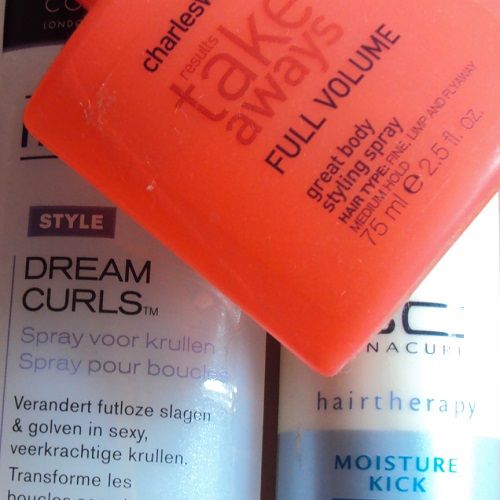 LONDON
STYLE
DREAM
CURLS™
Spray voor krullen
Spray pour boucles
Verandert futloze slagen
& golven in sexy,
veerkrachtige krullen.
Transforme les
results
take
aways
FULL VOLUME
great body
styling spray
HAIR TYPE: FINE, LIMP AND FLYAWAY
MEDIUM HOLD
75 ml e 2.5 fl. oz.
hairtherapy
MOISTURE
KICK